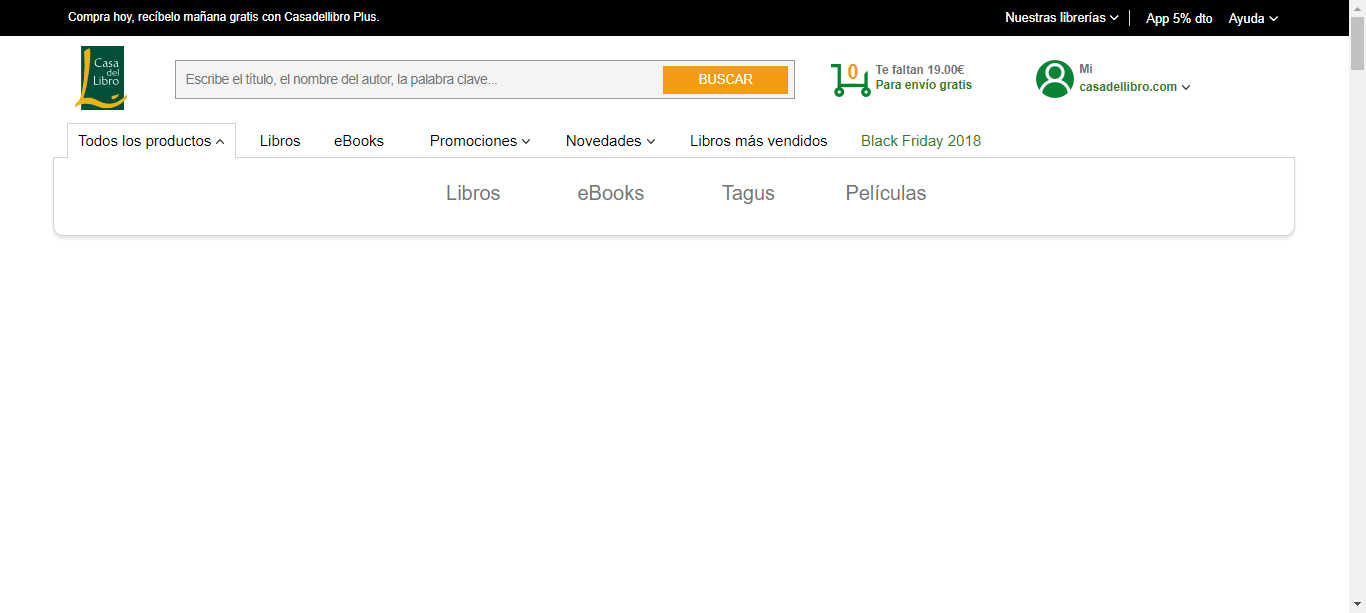 Compra hoy, recíbelo mañana gratis con Casadellibro Plus.
Nuestras librerías
App 5% dto
Ayuda
Casa
del
Libro
Escribe el título, el nombre del autor, la palabra clave...
BUSCAR
0
Te faltan 19.00€
Para envío gratis
Mi
casadellibro.com
Todos los productos
Libros
eBooks
Promociones
Novedades
Libros más vendidos
Black Friday 2018
Libros
eBooks
Tagus
Películas